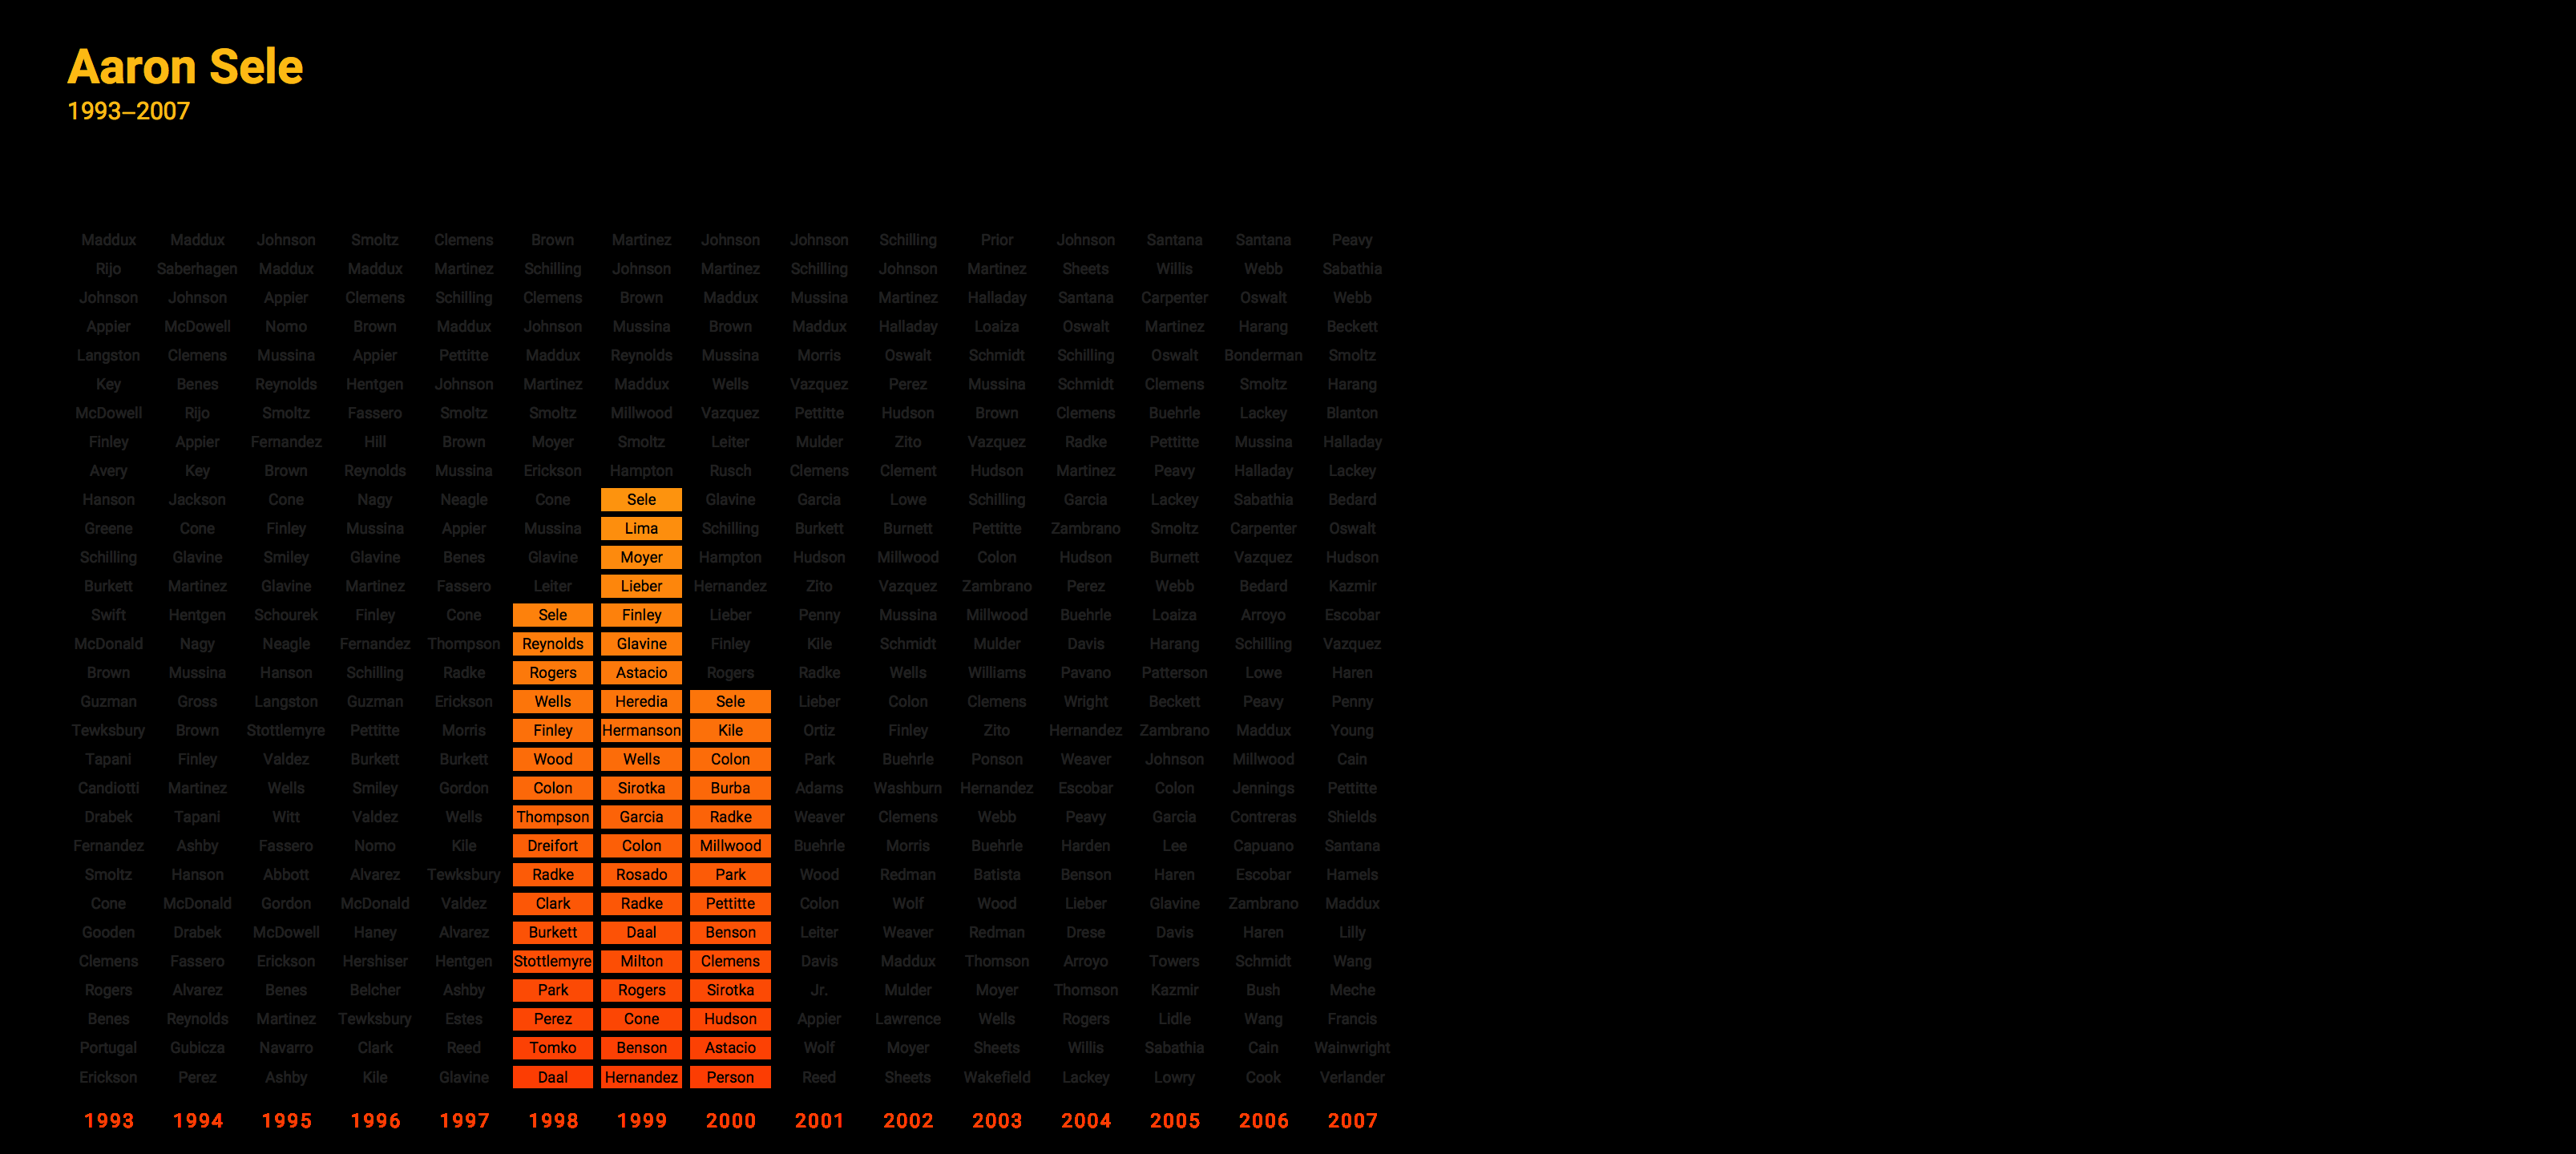 Aaron Sele
1993–2007
Maddux Maddux Johnson Smoltz Clemens Brown Martinez Johnson Johnson Schilling Prior Johnson Santana Santana Peavy
Rijo Saberhagen Maddux Maddux Martinez Schilling Johnson Martinez Schilling Johnson Martinez Sheets Willis Webb Sabathia
Johnson Johnson Appier Clemens Schilling Clemens Brown Maddux Mussina Martinez Halladay Santana Carpenter Oswalt Webb
Appier McDowell Nomo Brown Maddux Johnson Mussina Brown Maddux Halladay Loaiza Oswalt Martinez Harang Beckett
Langston Clemens Mussina Appier Pettitte Maddux Reynolds Mussina Morris Oswalt Schmidt Schilling Oswalt Bonderman Smoltz
Key Benes Reynolds Hentgen Johnson Martinez Maddux Wells Vazquez Perez Mussina Schmidt Clemens Smoltz Harang
McDowell Rijo Smoltz Fassero Smoltz Smoltz Millwood Vazquez Pettitte Hudson Brown Clemens Buehrle Lackey Blanton
Finley Appier Fernandez Hill Brown Moyer Smoltz Leiter Mulder Zito Vazquez Radke Pettitte Mussina Halladay
Avery Key Brown Reynolds Mussina Erickson Hampton Rusch Clemens Clement Hudson Martinez Peavy Halladay Lackey
Hanson Jackson Cone Nagy Neagle Cone Sele Glavine Garcia Lowe Schilling Garcia Lackey Sabathia Bedard
Greene Cone Finley Mussina Appier Mussina Lima Schilling Burkett Burnett Pettitte Zambrano Smoltz Carpenter Oswalt
Schilling Glavine Smiley Glavine Benes Glavine Moyer Hampton Hudson Millwood Colon Hudson Burnett Vazquez Hudson
Burkett Martinez Glavine Martinez Fassero Leiter Lieber Hernandez Zito Vazquez Zambrano Perez Webb Bedard Kazmir
Swift Hentgen Schourek Finley Cone Sele Finley Lieber Penny Mussina Millwood Buehrle Loaiza Arroyo Escobar
McDonald Nagy Neagle Fernandez Thompson Reynolds Glavine Finley Kile Schmidt Mulder Davis Harang Schilling Vazquez
Brown Mussina Hanson Schilling Radke Rogers Astacio Rogers Radke Wells Williams Pavano Patterson Lowe Haren
Guzman Gross Langston Guzman Erickson Wells Heredia Sele Lieber Colon Clemens Wright Beckett Peavy Penny
Tewksbury Brown Stottlemyre Pettitte Morris Finley Hermanson Kile Ortiz Finley Zito Hernandez Zambrano Maddux Young
Tapani Finley Valdez Burkett Burkett Wood Wells Colon Park Buehrle Ponson Weaver Johnson Millwood Cain
Candiotti Martinez Wells Smiley Gordon Colon Sirotka Burba Adams Washburn Hernandez Escobar Colon Jennings Pettitte
Drabek Tapani Witt Valdez Wells Thompson Garcia Radke Weaver Clemens Webb Peavy Garcia Contreras Shields
Fernandez Ashby Fassero Nomo Kile Dreifort Colon Millwood Buehrle Morris Buehrle Harden Lee Capuano Santana
Smoltz Hanson Abbott Alvarez Tewksbury Radke Rosado Park Wood Redman Batista Benson Haren Escobar Hamels
Cone McDonald Gordon McDonald Valdez Clark Radke Pettitte Colon Wolf Wood Lieber Glavine Zambrano Maddux
Gooden Drabek McDowell Haney Alvarez Burkett Daal Benson Leiter Weaver Redman Drese Davis Haren Lilly
Clemens Fassero Erickson Hershiser Hentgen Stottlemyre Milton Clemens Davis Maddux Thomson Arroyo Towers Schmidt Wang
Rogers Alvarez Benes Belcher Ashby Park Rogers Sirotka Jr. Mulder Moyer Thomson Kazmir Bush Meche
Benes Reynolds Martinez Tewksbury Estes Perez Cone Hudson Appier Lawrence Wells Rogers Lidle Wang Francis
Portugal Gubicza Navarro Clark Reed Tomko Benson Astacio Wolf Moyer Sheets Willis Sabathia Cain Wainwright
Erickson Perez Ashby Kile Glavine Daal Hernandez Person Reed Sheets Wakefield Lackey Lowry Cook Verlander
1993 1994 1995 1996 1997 1998 1999 2000 2001 2002 2003 2004 2005 2006 2007